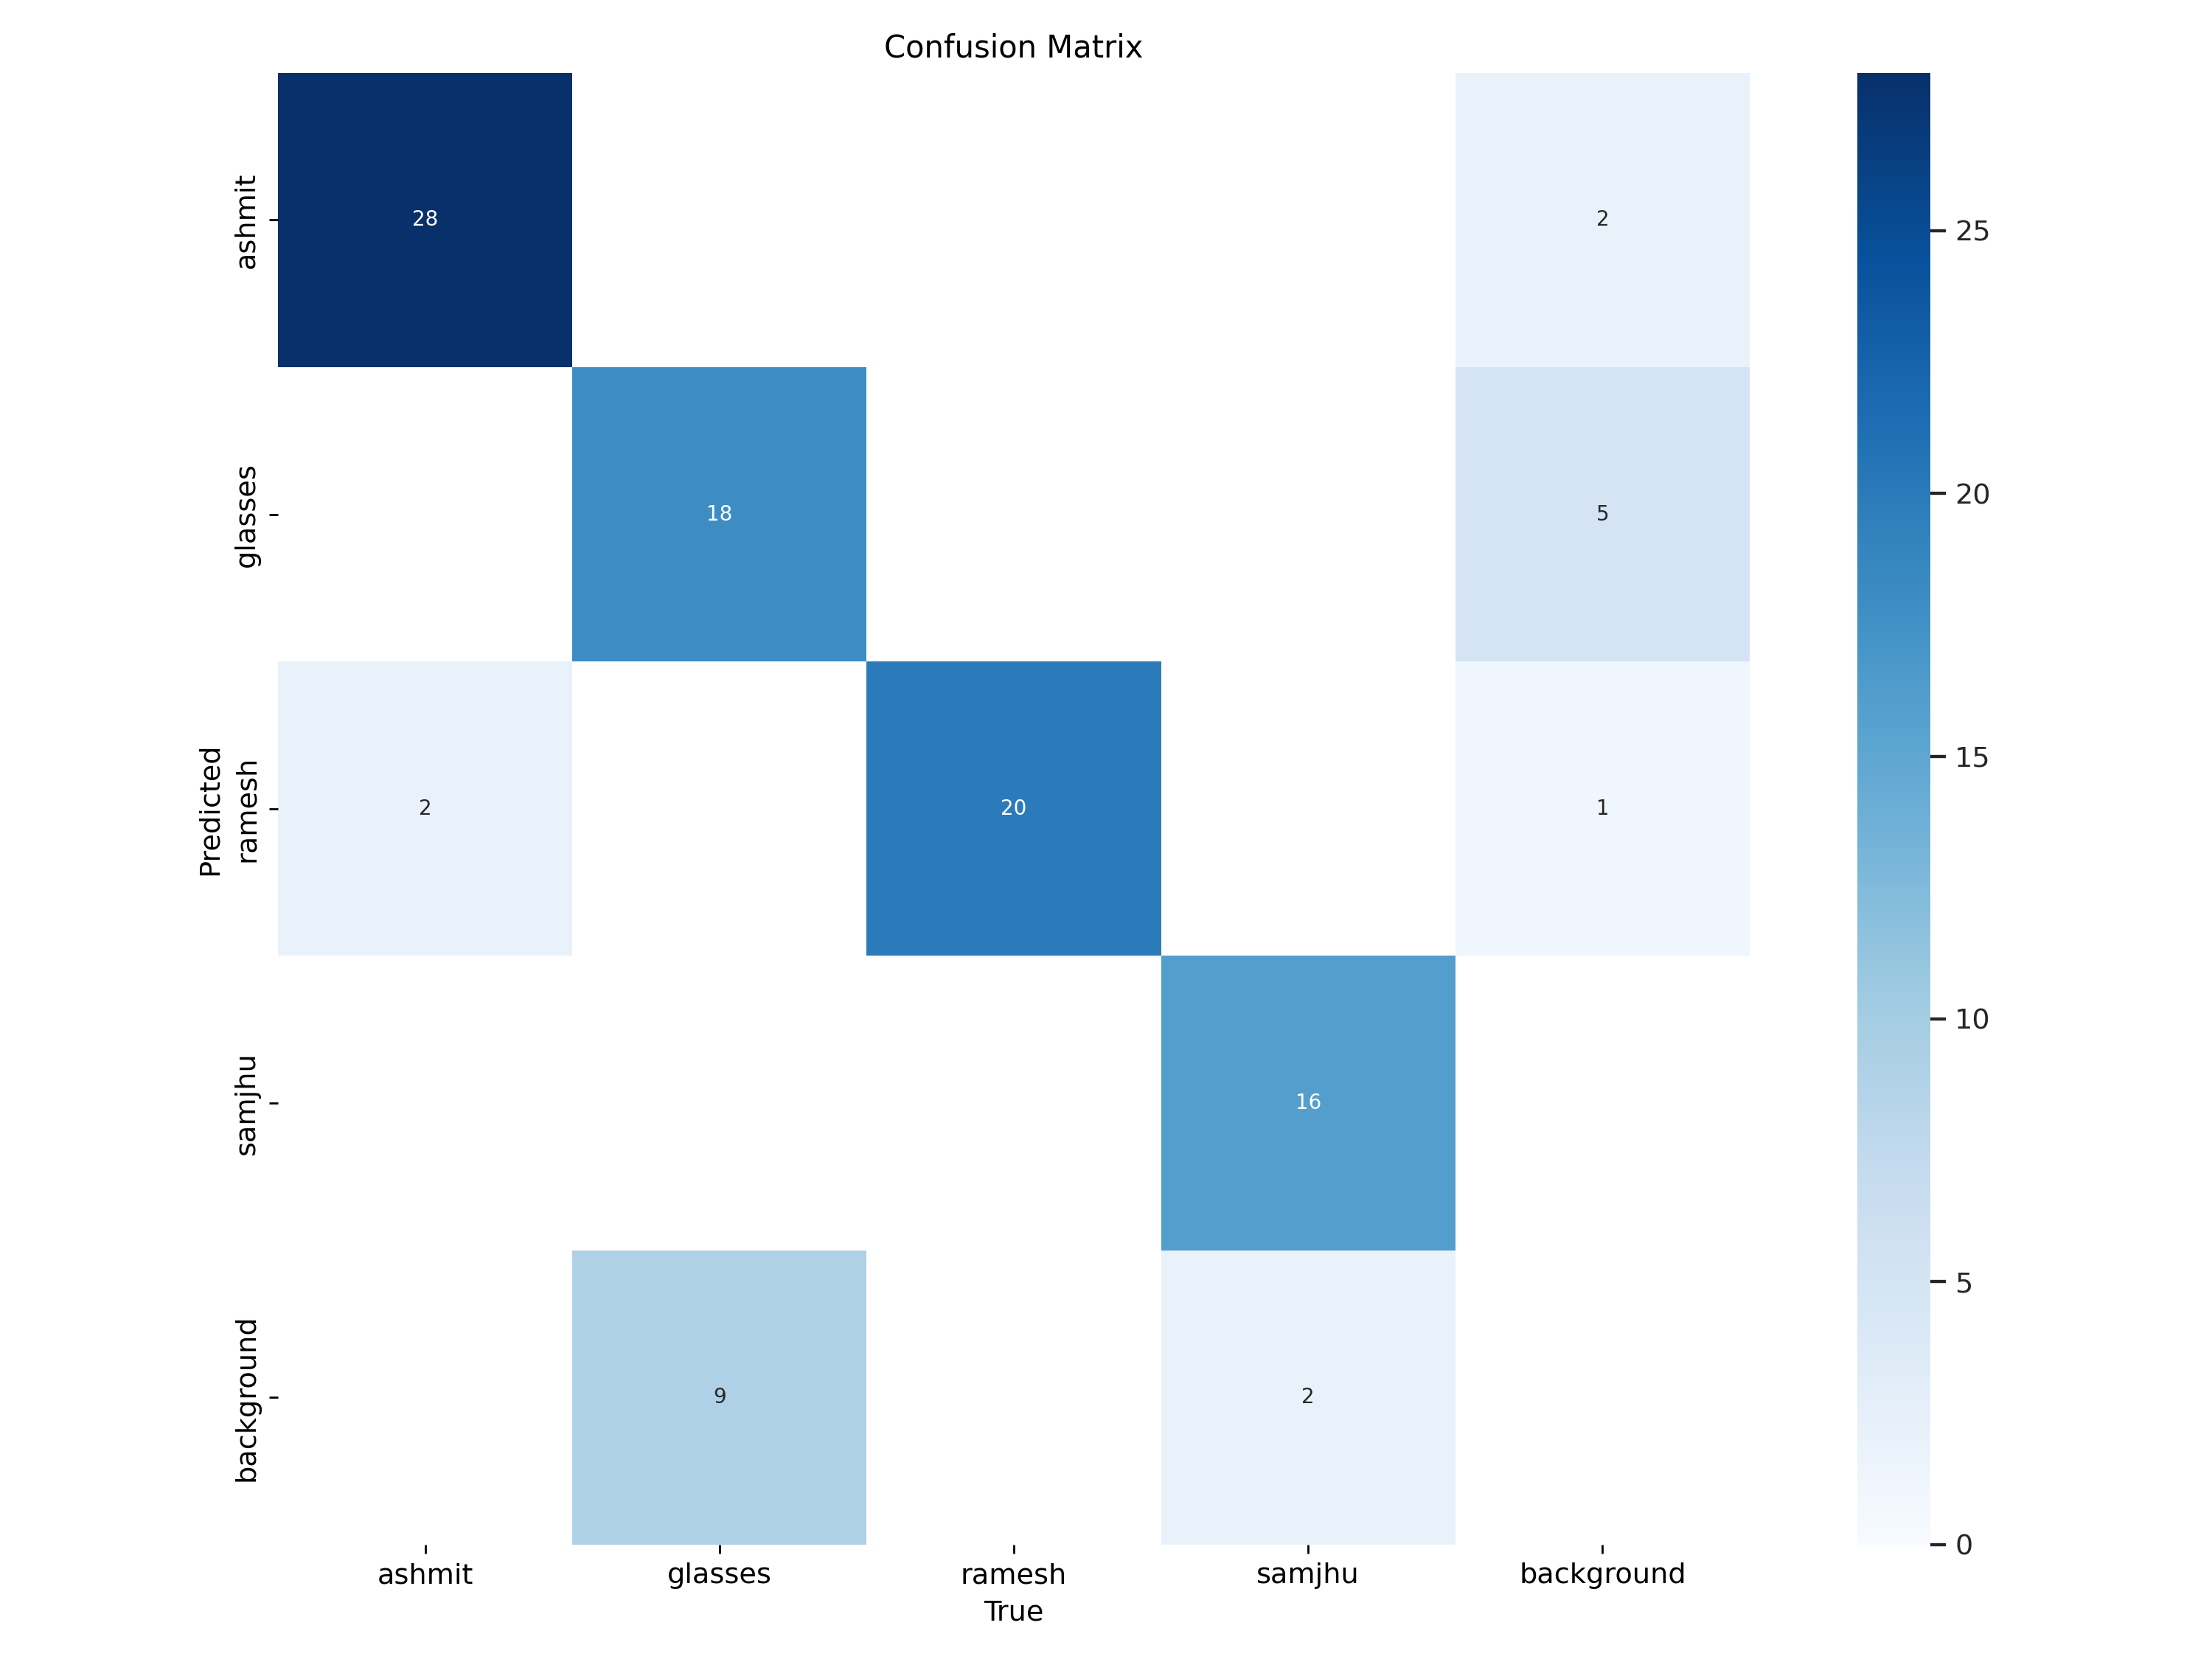 Confusion Matrix
ashmit
28
2
25
glasses
18
5
20
Predicted
ramesh
2
20
1
15
samjhu
16
10
background
9
2
5
0
ashmit glasses ramesh samjhu background
True